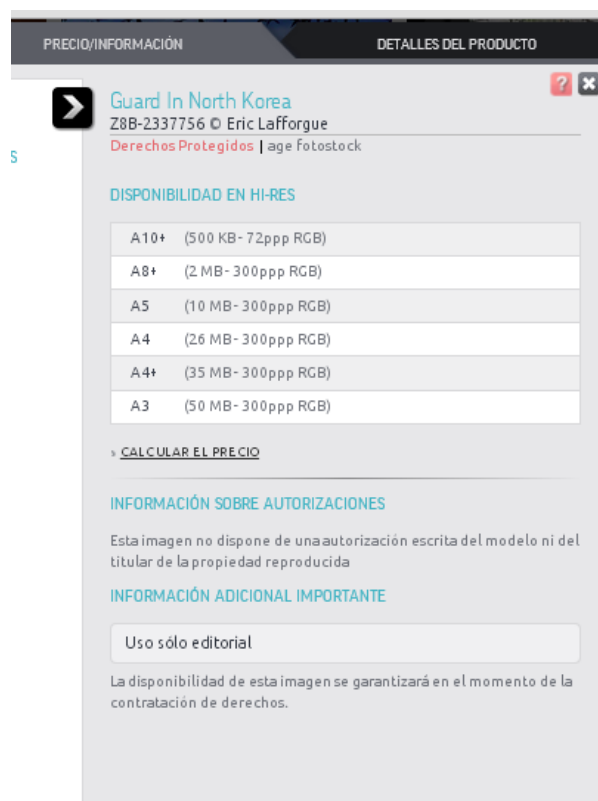 PRECIO/INFORMACIÓN
DETALLES DEL PRODUCTO
?
S
Guard In North Korea
Z8B-2337756 © Eric Lafforgue
Derechos Protegidos | age fotostock
DISPONIBILIDAD EN HI-RES
A10+ (500 KB- 72ppp RGB)
A8+ (2 MB- 300ppp RGB)
A5 (10 MB- 300ppp RGB)
A4 (26 MB- 300ppp RGB)
A4+ (35 MB- 300ppp RGB)
A3 (50 MB- 300ppp RGB)
» CALCULAR EL PRECIO
INFORMACIÓN SOBRE AUTORIZACIONES
Esta imagen no dispone de una autorización escrita del modelo ni del
titular de la propiedad reproducida
INFORMACIÓN ADICIONAL IMPORTANTE
Uso sólo editorial
La disponibilidad de esta imagen se garantizará en el momento de la
contratación de derechos.